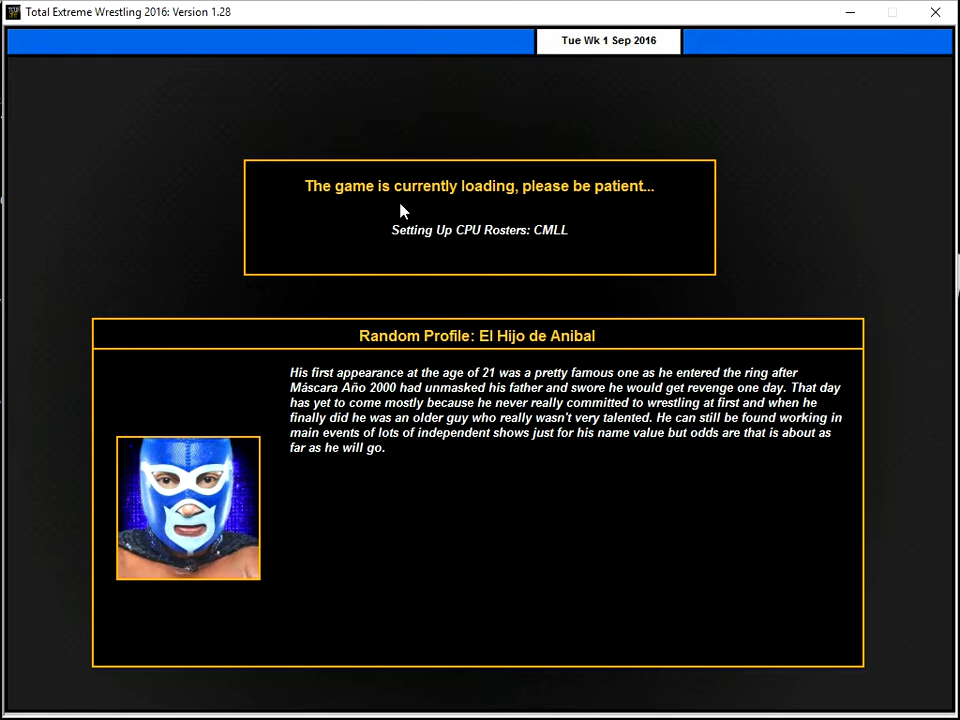 Total Extreme Wrestling 2016: Version 1.28
Tue Wk 1 Sep 2016
The game is currently loading, please be patient...
Setting Up CPU Rosters: CMLL
Random Profile: El Hijo de Anibal
His first appearance at the age of 21 was a pretty famous one as he entered the ring after
Máscara Año 2000 had unmasked his father and swore he would get revenge one day. That day
has yet to come mostly because he never really committed to wrestling at first and when he
finally did he was an older guy who really wasn't very talented. He can still be found working in
main events of lots of independent shows just for his name value but odds are that is about as
far as he will go.